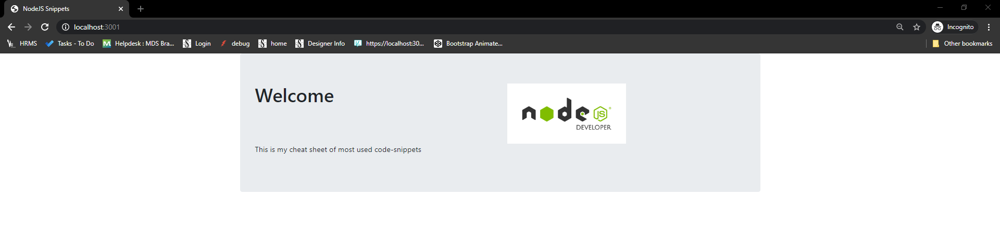 NodeJS Snippets
localhost:3001
Incognito
HRMS Tasks - To Do Helpdesk : MDS Bra... Login debug home Designer Info https://localhost:30... Bootstrap Animate... Other bookmarks
Welcome
node JS ®
DEVELOPER
This is my cheat sheet of most used code-snippets